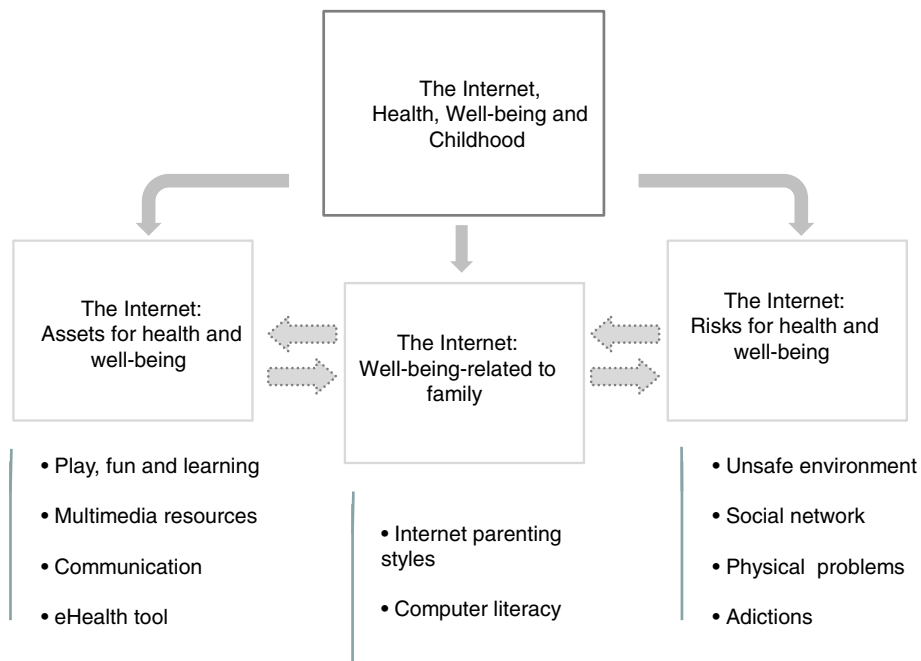 The Internet,
Health, Well-being and
Childhood
The Internet:
Assets for health and
well-being
The Internet:
Well-being-related to
family
The Internet:
Risks for health and
well-being
• Play, fun and learning
• Multimedia resources
• Communication
• eHealth tool
• Internet parenting
styles
• Computer literacy
• Unsafe environment
• Social network
• Physical problems
• Adictions